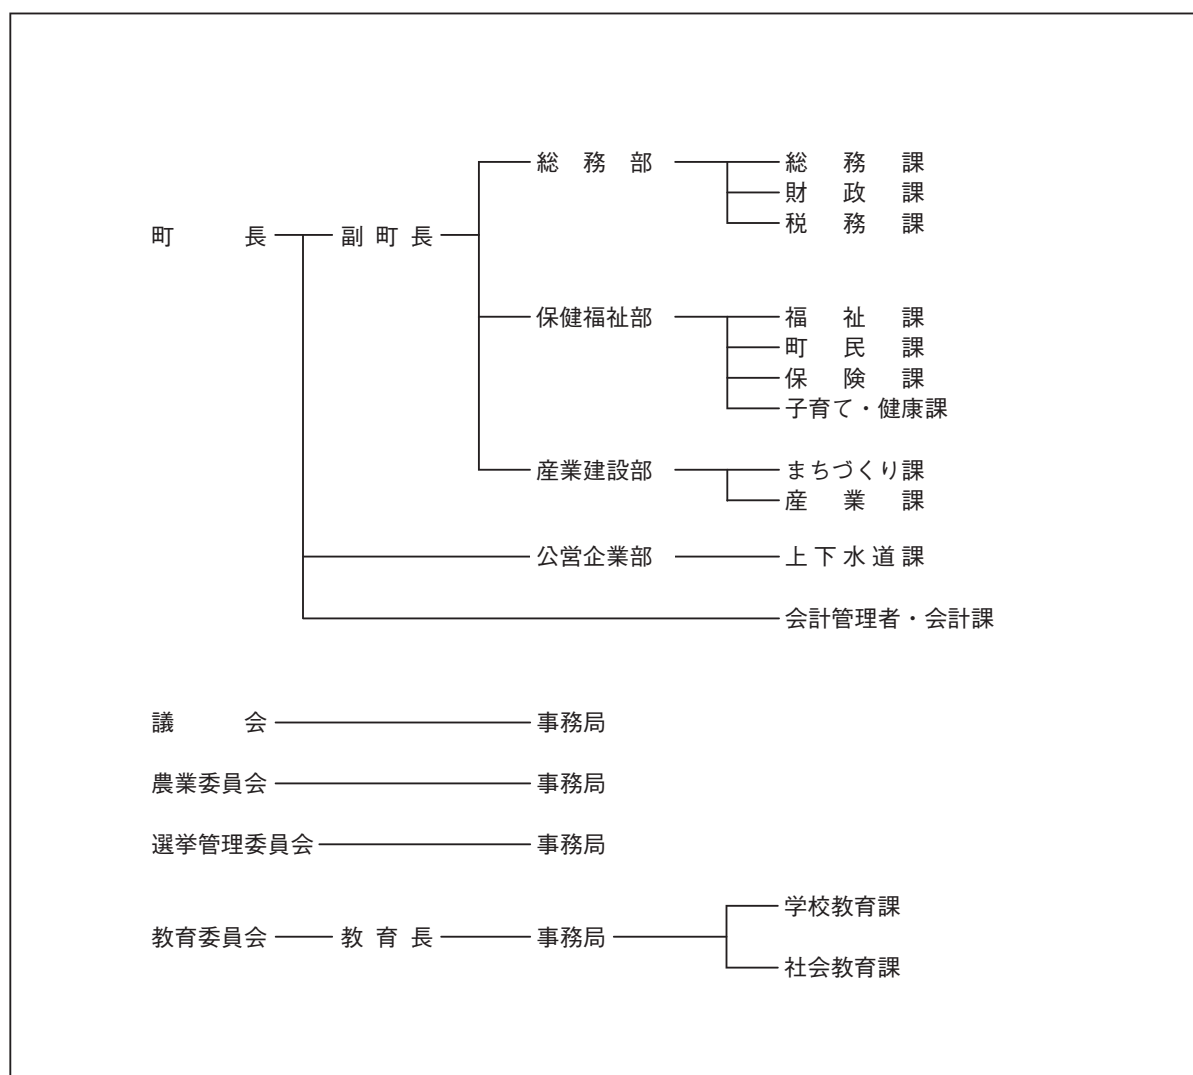 総務部 総務課
財政課
税務課
町長 副町長
保健福祉部 福祉課
町民課
保険課
子育て・健康課
産業建設部 まちづくり課
産業課
公営企業部 上下水道課
会計管理者・会計課
議会 事務局
農業委員会 事務局
選挙管理委員会 事務局
学校教育課
教育委員会 教育長 事務局
社会教育課